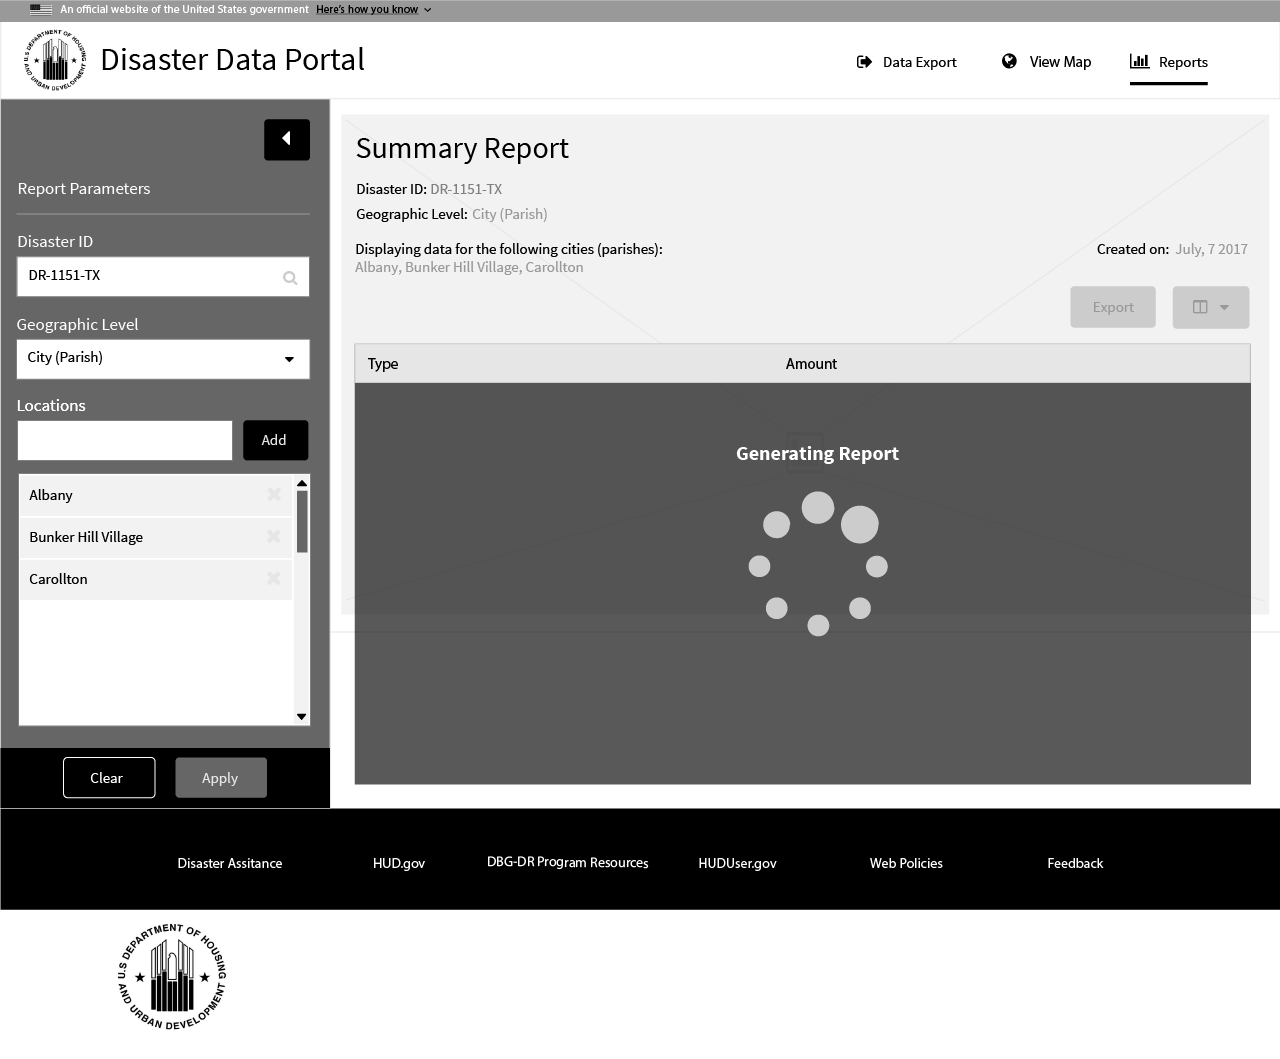 An official website of the United States government Here's how you know
U.S DEPARTMENT OF HOUSING AND URBAN DEVELOPMENT
Disaster Data Portal
Data Export
View Map
Reports
Report Parameters
Disaster ID
DR-1151-TX
Geographic Level
City (Parish)
Locations
Add
Albany
Bunker Hill Village
Carollton
Clear
Apply
Summary Report
Disaster ID: DR-1151-TX
Geographic Level: City (Parish)
Displaying data for the following cities (parishes):
Albany, Bunker Hill Village, Carollton
Created on: July, 7 2017
Export
Type
Amount
Generating Report
Disaster Assitance
HUD.gov
DBG-DR Program Resources
HUDUser.gov
Web Policies
Feedback
U.S DEPARTMENT OF HOUSING AND URBAN DEVELOPMENT